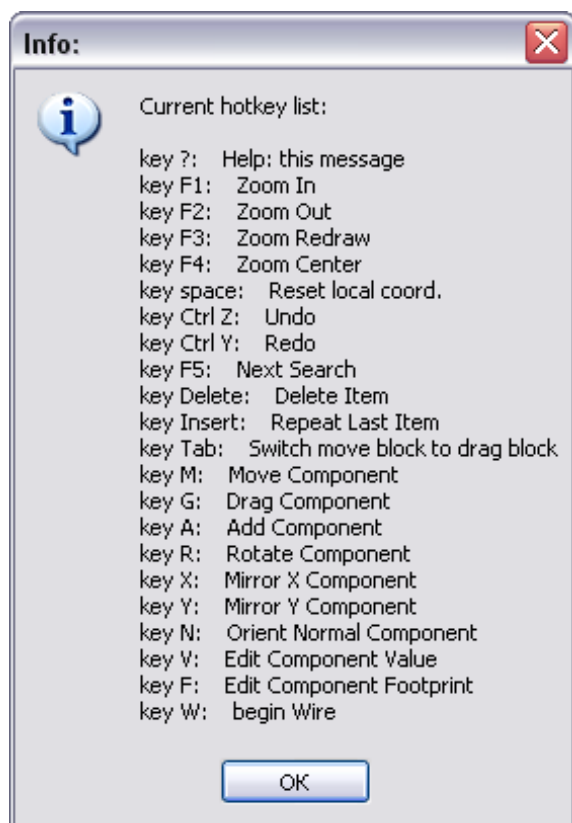 Info:
Current hotkey list:
key ?: Help: this message
key F1: Zoom In
key F2: Zoom Out
key F3: Zoom Redraw
key F4: Zoom Center
key space: Reset local coord.
key Ctrl Z: Undo
key Ctrl Y: Redo
key F5: Next Search
key Delete: Delete Item
key Insert: Repeat Last Item
key Tab: Switch move block to drag block
key M: Move Component
key G: Drag Component
key A: Add Component
key R: Rotate Component
key X: Mirror X Component
key Y: Mirror Y Component
key N: Orient Normal Component
key V: Edit Component Value
key F: Edit Component Footprint
key W: begin Wire
OK